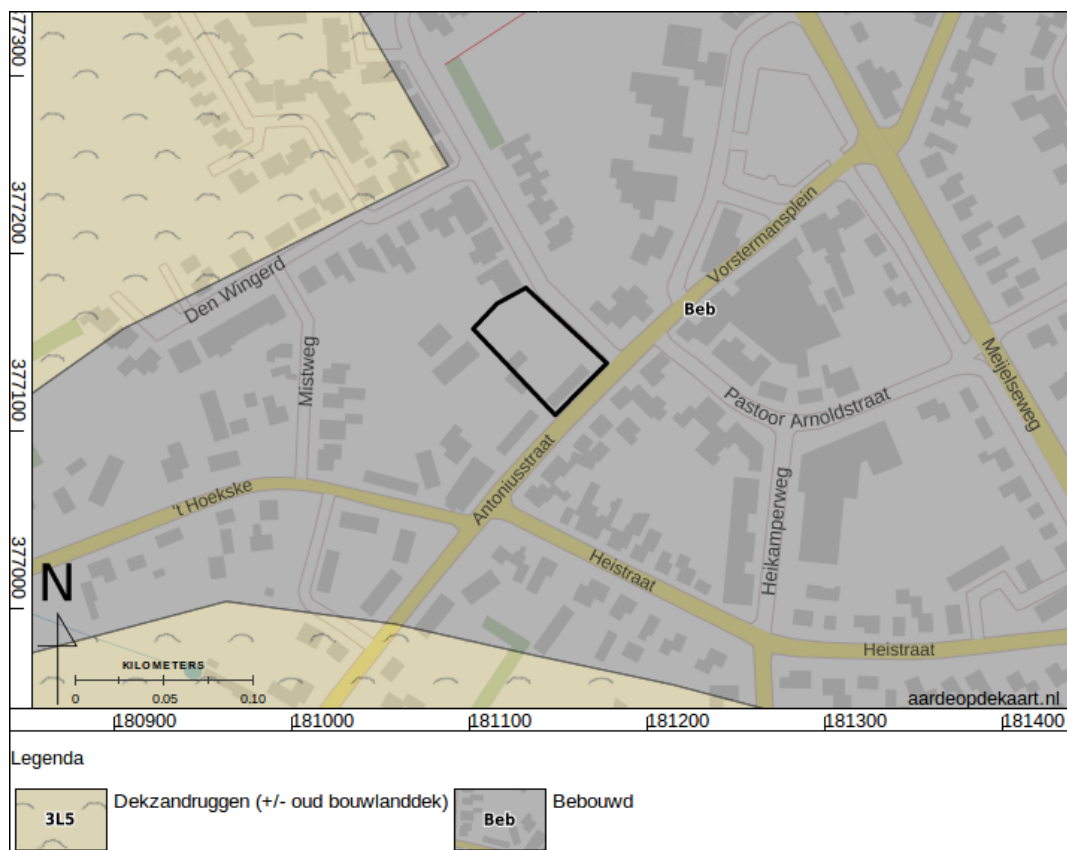 377300
377200
377100
377000
Den Wingerd
Mistweg
Vorstermansplein
Beb
Meijelseweg
Pastoor Arnoldstraat
Antoniusstraat
't Hoekske
Heikamperweg
Heistraat
Heistraat
N
KILOMETERS
0 0.05 0.10
aardeopdekaart.nl
180900 181000 181100 181200 181300 181400
Legenda
3L5 Dekzandruggen (+/- oud bouwlanddek) Beb Bebouwd